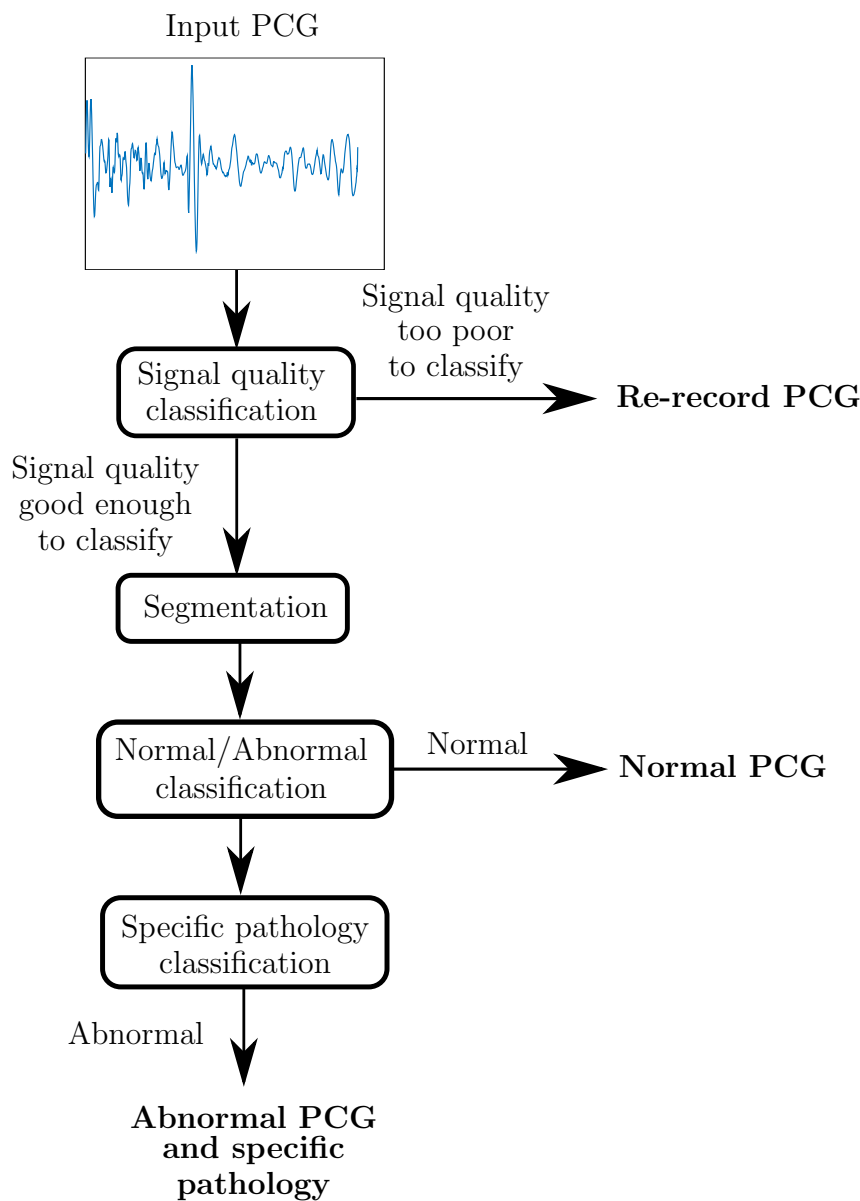 Input PCG
Signal quality
too poor
to classify
Signal quality
classification
Re-record PCG
Signal quality
good enough
to classify
Segmentation
Normal/Abnormal
classification
Normal
Normal PCG
Specific pathology
classification
Abnormal
Abnormal PCG
and specific
pathology